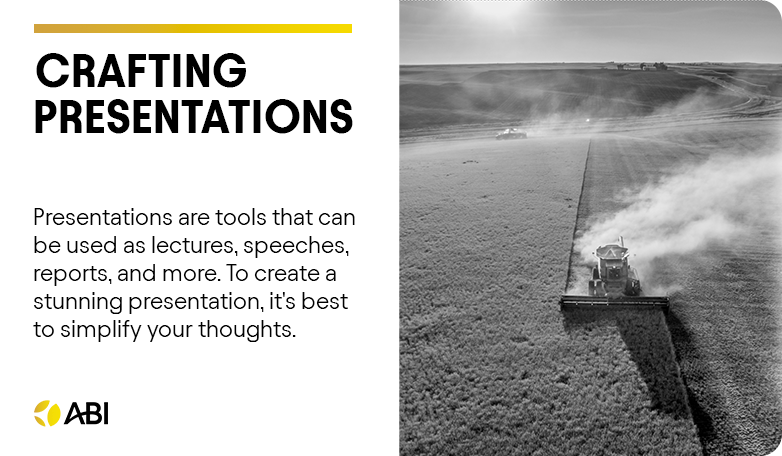 CRAFTING
PRESENTATIONS
Presentations are tools that can
be used as lectures, speeches,
reports, and more. To create a
stunning presentation, it's best
to simplify your thoughts.
ABI